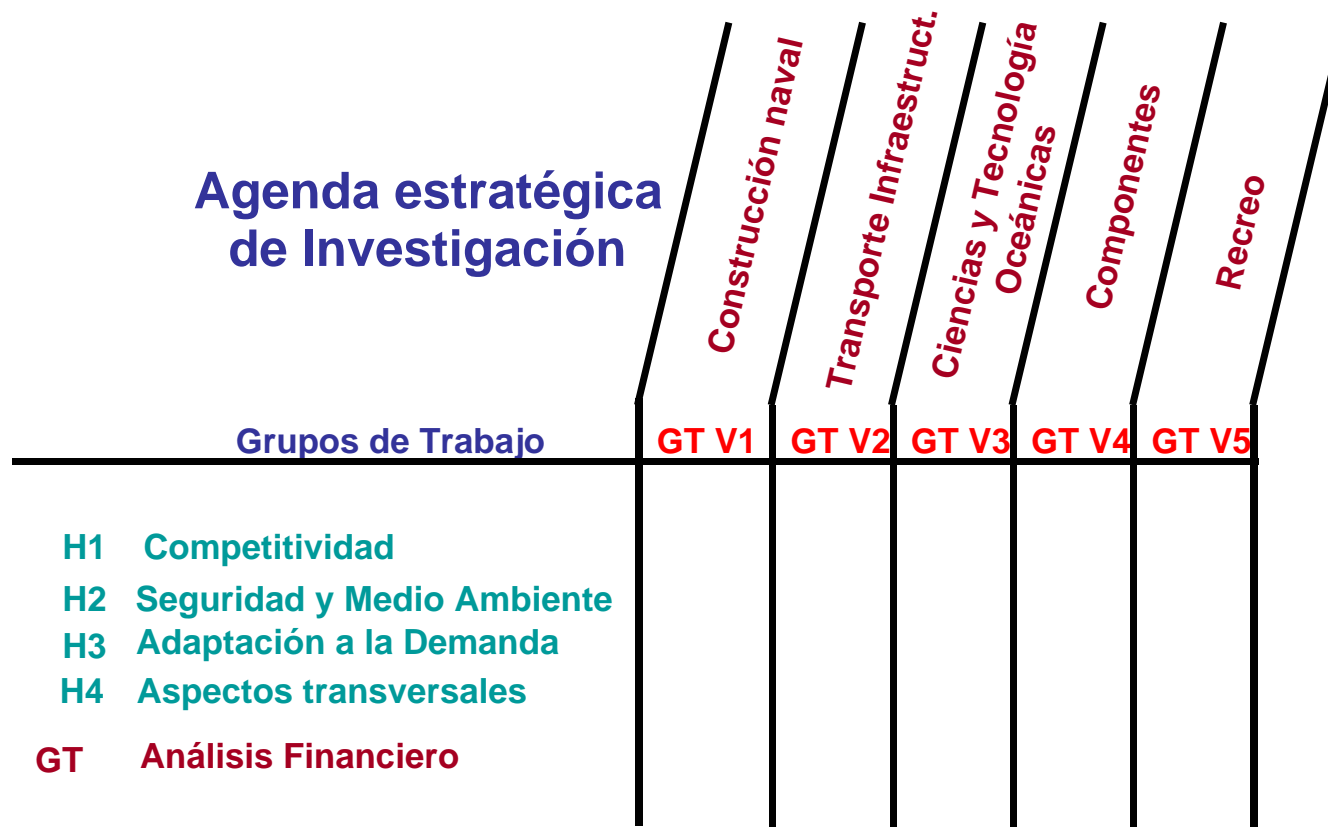 Agenda estratégica
de Investigación
Construcción naval
Transporte Infraestruct.
Ciencias y Tecnología
Oceánicas
Componentes
Recreo
Grupos de Trabajo
GT V1
GT V2
GT V3
GT V4
GT V5
H1 Competitividad
H2 Seguridad y Medio Ambiente
H3 Adaptación a la Demanda
H4 Aspectos transversales
GT Análisis Financiero